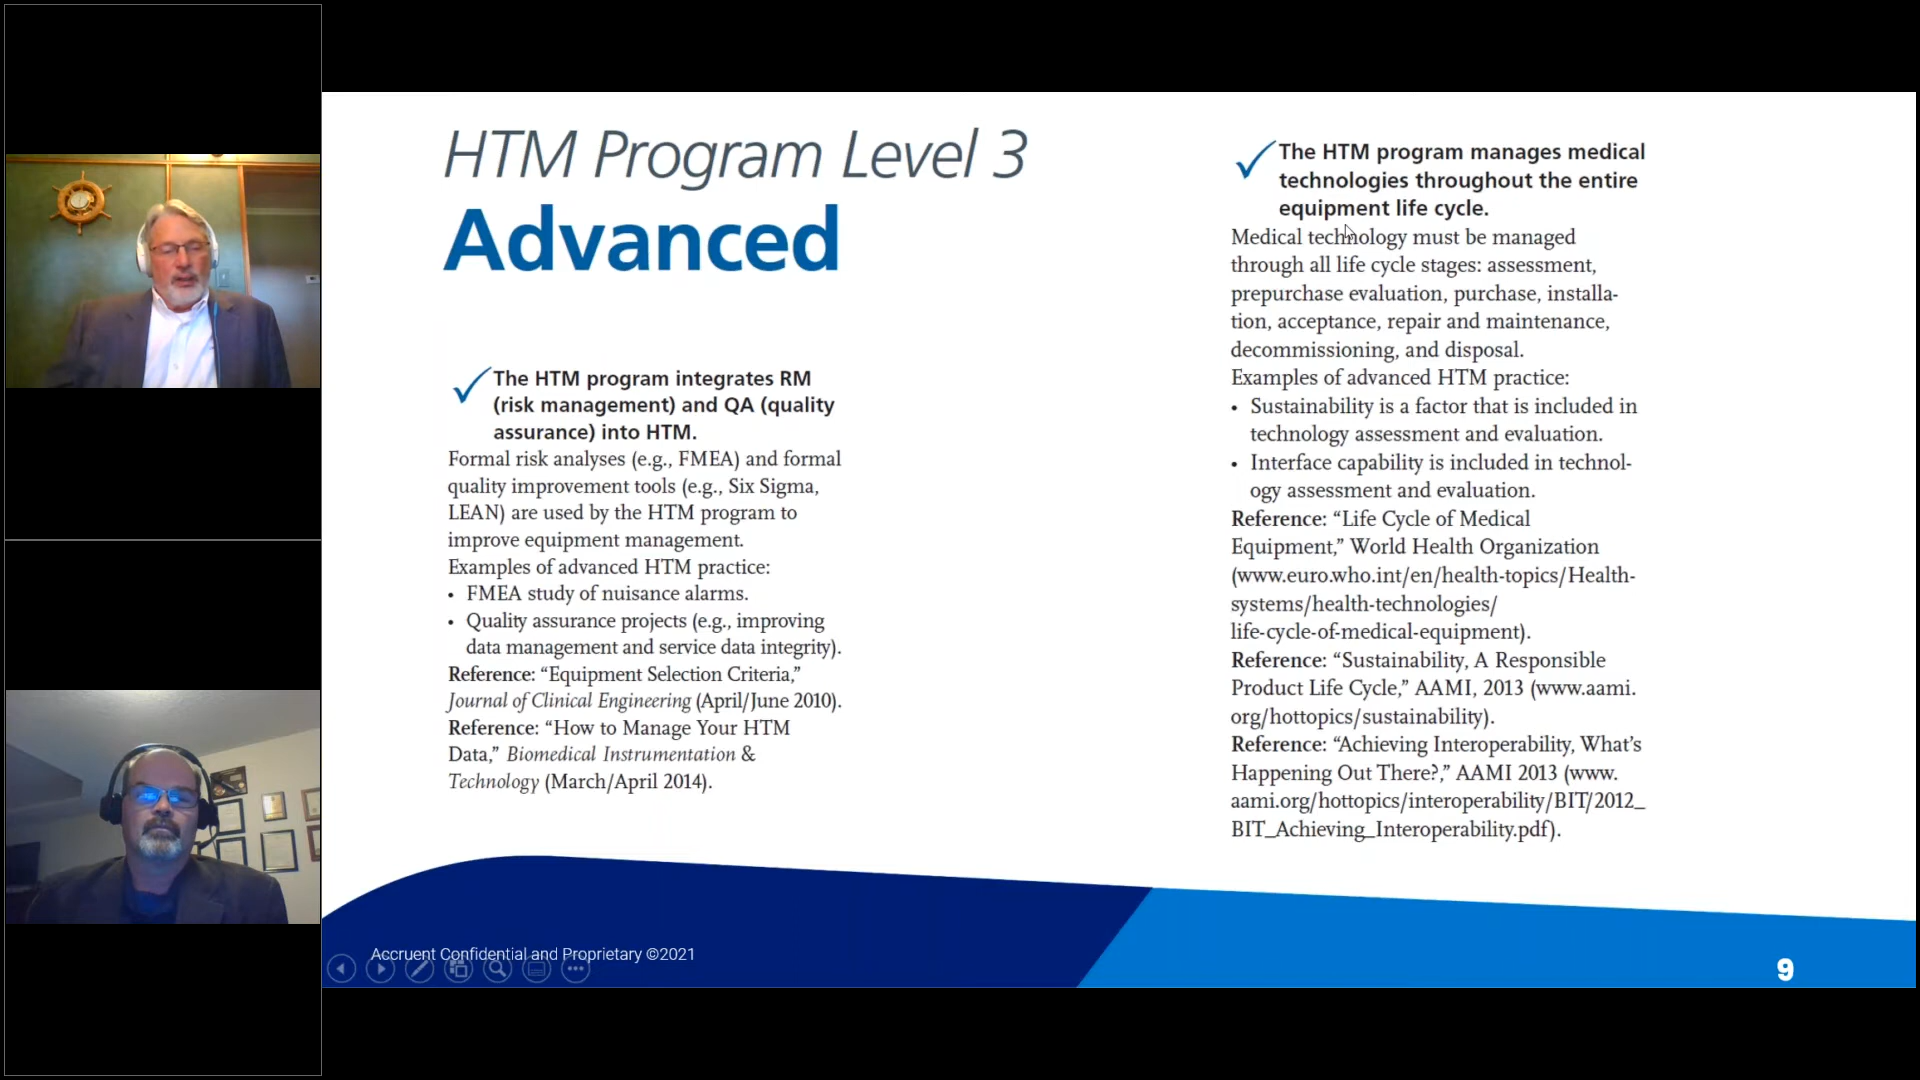 HTM Program Level 3
Advanced
The HTM program integrates RM
(risk management) and QA (quality
assurance) into HTM.
Formal risk analyses (e.g., FMEA) and formal
quality improvement tools (e.g., Six Sigma,
LEAN) are used by the HTM program to
improve equipment management.
Examples of advanced HTM practice:
• FMEA study of nuisance alarms.
• Quality assurance projects (e.g., improving
data management and service data integrity).
Reference: “Equipment Selection Criteria,”
Journal of Clinical Engineering (April/June 2010).
Reference: “How to Manage Your HTM
Data,” Biomedical Instrumentation &
Technology (March/April 2014).
The HTM program manages medical
technologies throughout the entire
equipment life cycle.
Medical technology must be managed
through all life cycle stages: assessment,
prepurchase evaluation, purchase, installa-
tion, acceptance, repair and maintenance,
decommissioning, and disposal.
Examples of advanced HTM practice:
• Sustainability is a factor that is included in
technology assessment and evaluation.
• Interface capability is included in technol-
ogy assessment and evaluation.
Reference: “Life Cycle of Medical
Equipment,” World Health Organization
(www.euro.who.int/en/health-topics/Health-
systems/health-technologies/
life-cycle-of-medical-equipment).
Reference: “Sustainability, A Responsible
Product Life Cycle,” AAMI, 2013 (www.aami.
org/hottopics/sustainability).
Reference: “Achieving Interoperability, What’s
Happening Out There?,” AAMI 2013 (www.
aami.org/hottopics/interoperability/BIT/2012_
BIT_Achieving_Interoperability.pdf).
Accruent Confidential and Proprietary ©2021
9